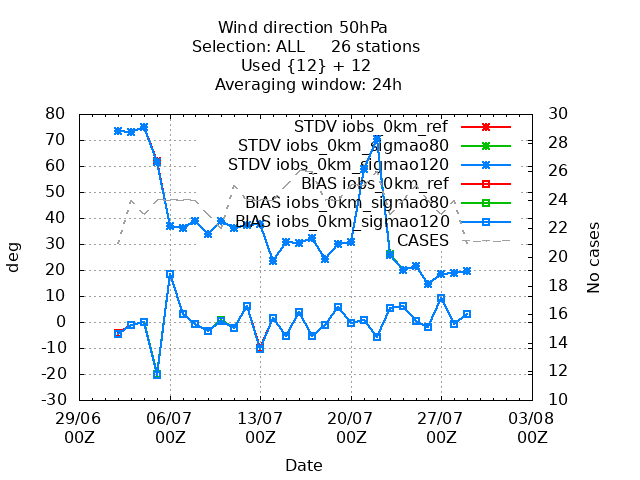 Wind direction 50hPa
Selection: ALL     26 stations
Used {12} + 12
Averaging window: 24h
80
70
60
50
40
30
20
10
0
-10
-20
-30
deg
30
28
26
24
22
20
18
16
14
12
10
No cases
STDV iobs_0km_ref
STDV iobs_0km_sigmao80
STDV iobs_0km_sigmao120
BIAS iobs_0km_ref
BIAS iobs_0km_sigmao80
BIAS iobs_0km_sigmao120
CASES
29/06 06/07 13/07 20/07 27/07 03/08
00Z 00Z 00Z 00Z 00Z 00Z
Date